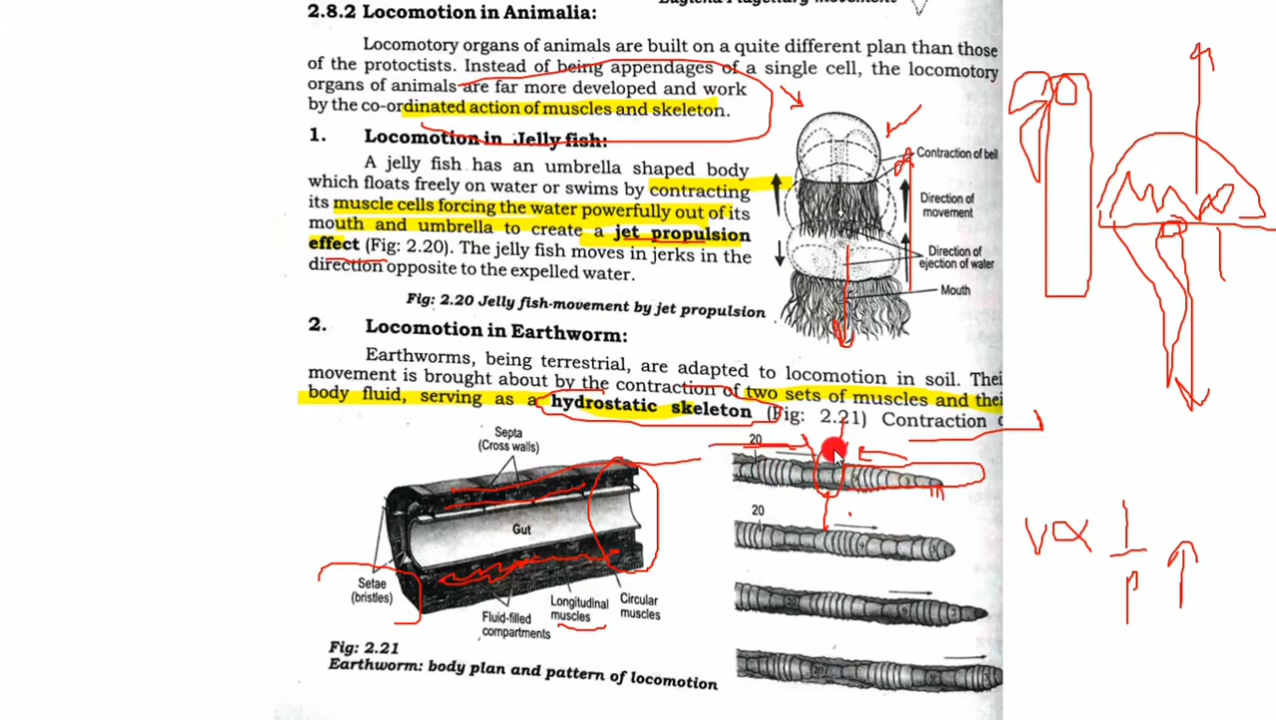 2.8.2 Locomotion in Animalia:
Locomotory organs of animals are built on a quite different plan than those
of the protoctists. Instead of being appendages of a single cell, the locomotory
organs of animals are far more developed and work
by the co-ordinated action of muscles and skeleton.
1. Locomotion in Jelly fish:
A jelly fish has an umbrella shaped body
which floats freely on water or swims by contracting
its muscle cells forcing the water powerfully out of its
mouth and umbrella to create a jet propulsion
effect (Fig: 2.20). The jelly fish moves in jerks in the
direction opposite to the expelled water.
Contraction of bell
Direction of
movement
Direction of
ejection of water
Mouth
Fig: 2.20 Jelly fish-movement by jet propulsion
2. Locomotion in Earthworm:
Earthworms, being terrestrial, are adapted to locomotion in soil. Thei
movement is brought about by the contraction of two sets of muscles and thei
body fluid, serving as a hydrostatic skeleton (Fig: 2.21) Contraction
Septa
(Cross walls)
Gut
Setae
(bristles)
Fluid-filled
compartments
Longitudinal
muscles
Circular
muscles
20
20
V ∝ 1/P ↑
Fig: 2.21
Earthworm: body plan and pattern of locomotion